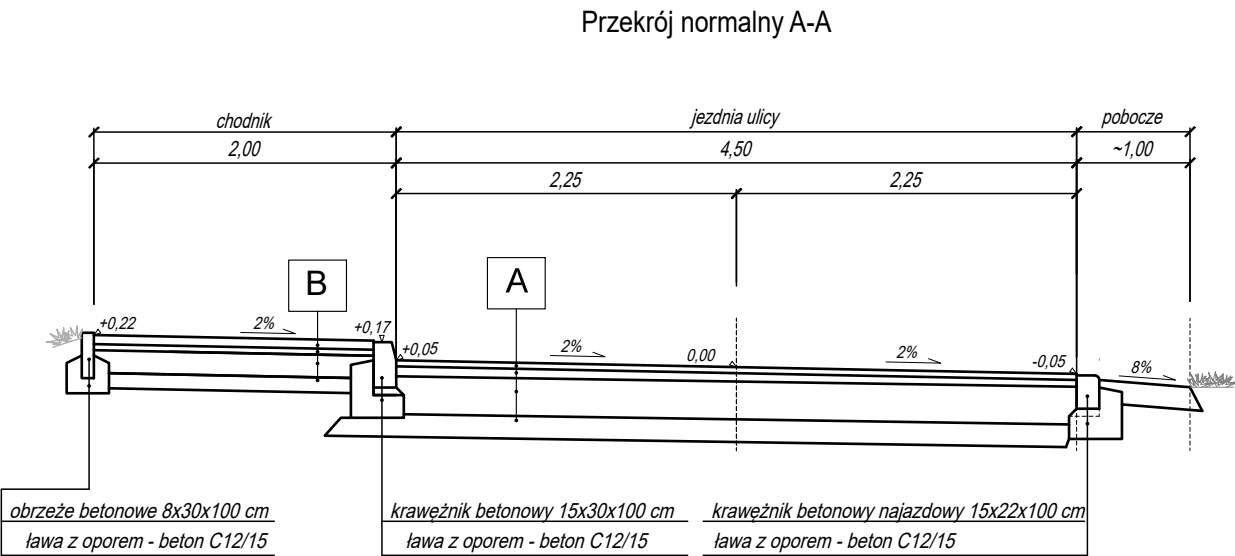 Przekrój normalny A-A
chodnik
jezdnia ulicy
pobocze
2,00
4,50
~1,00
2,25
2,25
B
A
+0,22
2%
+0,17
+0,05
2%
0,00
2%
-0,05
8%
obrzeże betonowe 8x30x100 cm
ława z oporem - beton C12/15
krawężnik betonowy 15x30x100 cm
ława z oporem - beton C12/15
krawężnik betonowy najazdowy 15x22x100 cm
ława z oporem - beton C12/15